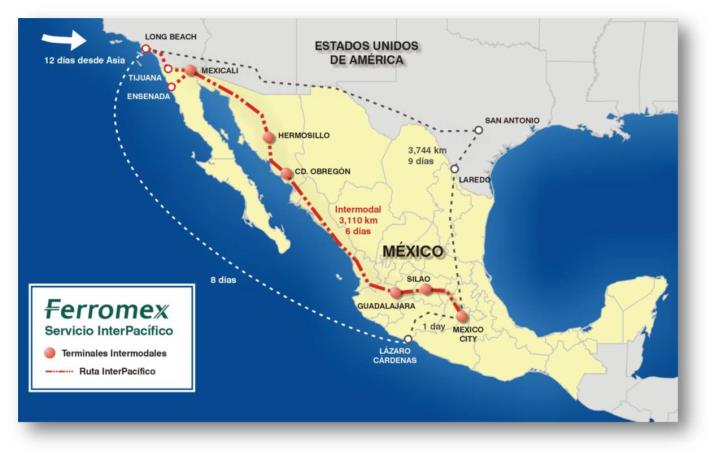 LONG BEACH
12 días desde Asia
TIJUANA
MEXICALI
ENSENADA
ESTADOS UNIDOS
DE AMÉRICA
SAN ANTONIO
HERMOSILLO
3,744 km
9 días
CD. OBREGÓN
LAREDO
Intermodal
3,110 km
6 días
MÉXICO
8 días
SILAO
GUADALAJARA
1 day
MEXICO
CITY
LÁZARO
CÁRDENAS
Ferromex
Servicio InterPacífico
Terminales Intermodales
Ruta InterPacífico